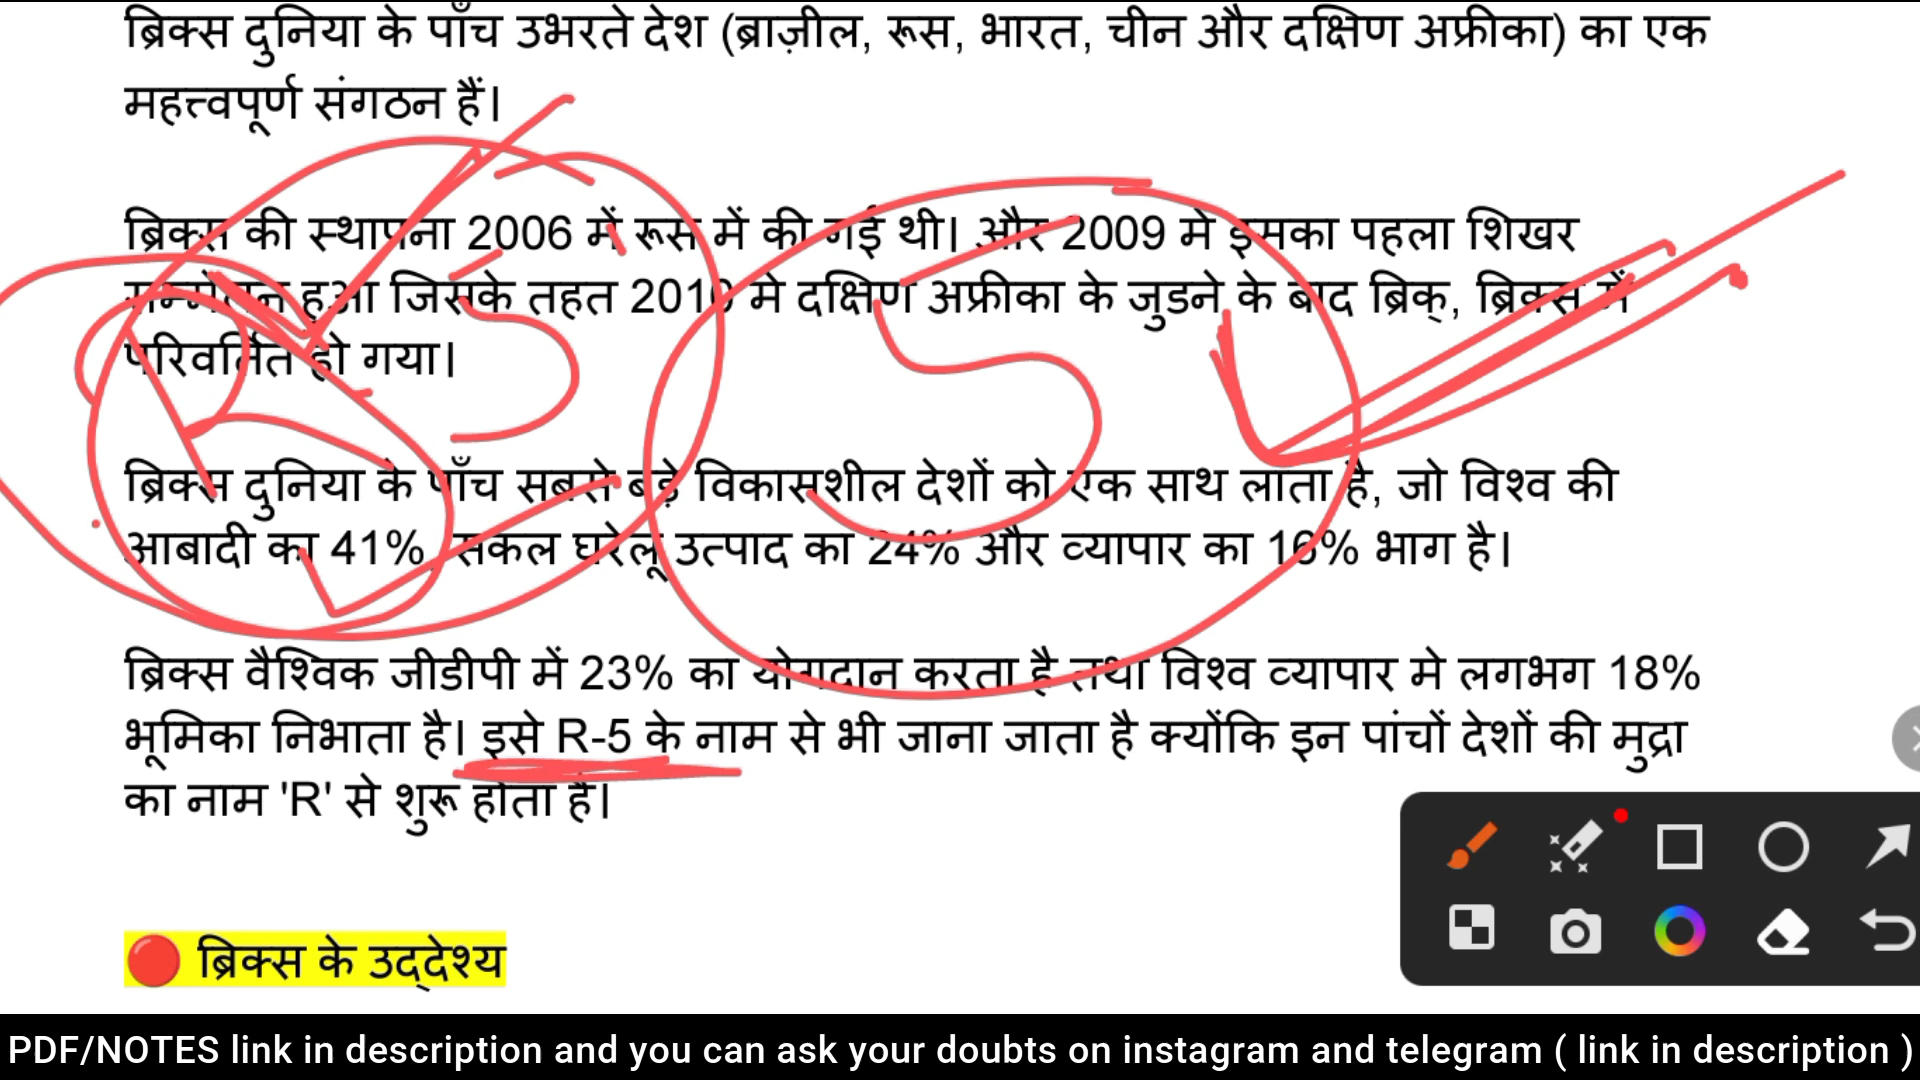 ब्रिक्स दुनिया के पाँच उभरते देश (ब्राज़ील, रूस, भारत, चीन और दक्षिण अफ्रीका) का एक
महत्त्वपूर्ण संगठन हैं।
ब्रिक्स की स्थापना 2006 में रूस में की गई थी। और 2009 मे इसका पहला शिखर
सम्मेलन हुआ जिसके तहत 2010 मे दक्षिण अफ्रीका के जुडने के बाद ब्रिक्, ब्रिक्स में
परिवर्तित हो गया।
ब्रिक्स दुनिया के पाँच सबसे बड़े विकासशील देशों को एक साथ लाता है, जो विश्व की
आबादी का 41%, सकल घरेलू उत्पाद का 24% और व्यापार का 16% भाग है।
ब्रिक्स वैश्विक जीडीपी में 23% का योगदान करता है तथा विश्व व्यापार मे लगभग 18%
भूमिका निभाता है। इसे R-5 के नाम से भी जाना जाता है क्योंकि इन पांचों देशों की मुद्रा
का नाम 'R' से शुरू होता है।
R 5 5
🔴 ब्रिक्स के उद्देश्य
PDF/NOTES link in description and you can ask your doubts on instagram and telegram ( link in description )